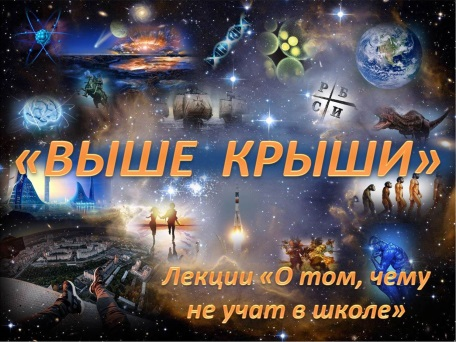 Р В
С И
«ВЫШЕ КРЫШИ»
Лекции «О том, чему
не учат в школе»